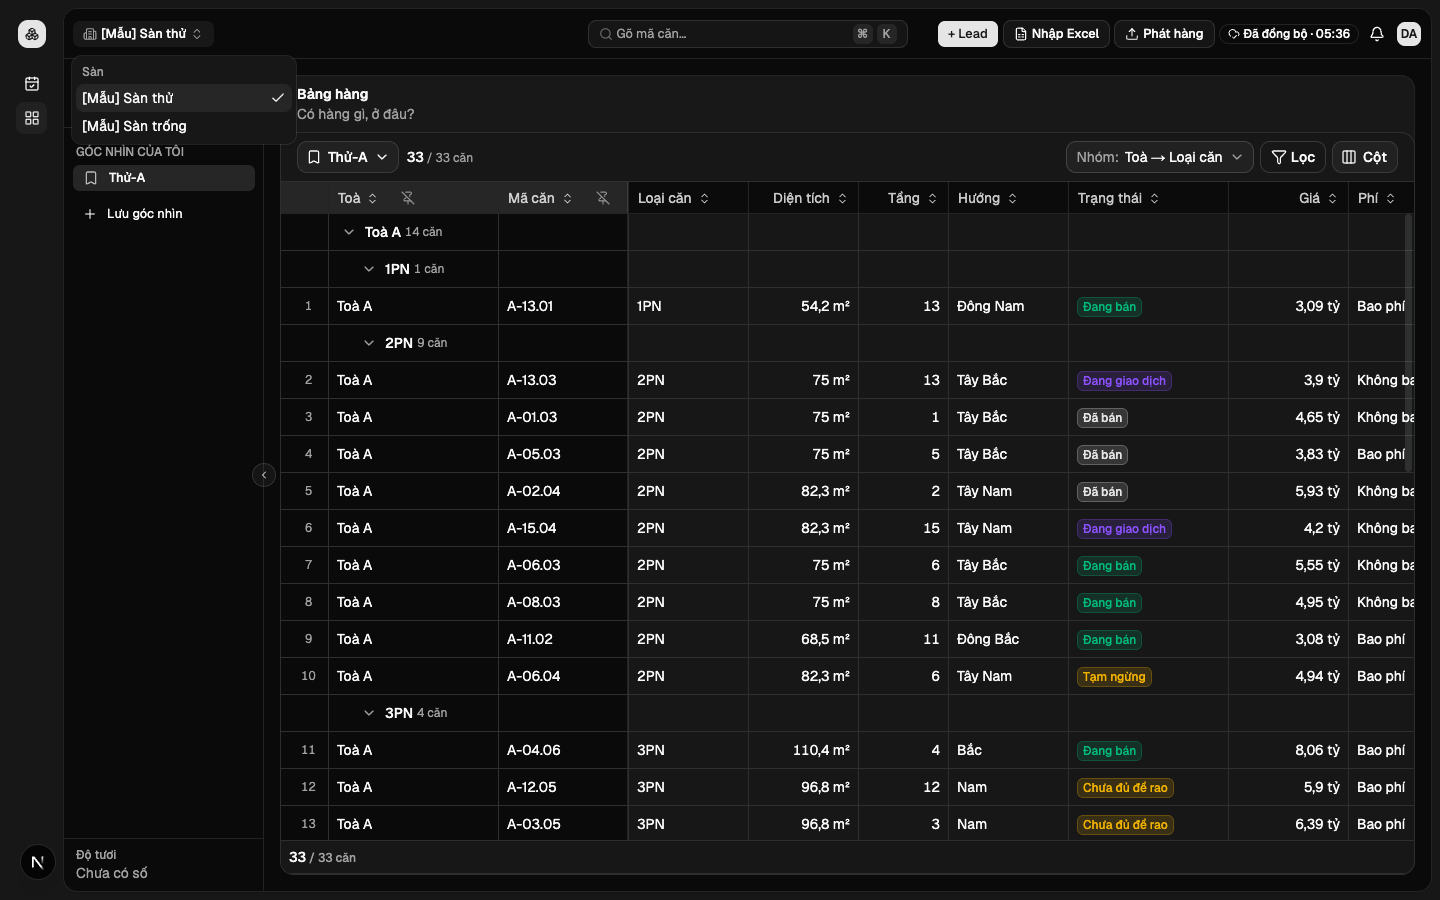 [Mẫu] Sàn thử
Gõ mã căn...
⌘ K
+ Lead
Nhập Excel
Phát hàng
Đã đồng bộ · 05:36
DA
Sàn
[Mẫu] Sàn thử
[Mẫu] Sàn trống
GÓC NHÌN CỦA TÔI
Thử-A
Lưu góc nhìn
Độ tươi
Chưa có số
N
Bảng hàng
Có hàng gì, ở đâu?
Thử-A
33 / 33 căn
Nhóm: Toà → Loại căn
Lọc
Cột
Toà Mã căn Loại căn Diện tích Tầng Hướng Trạng thái Giá Phí
Toà A 14 căn
1PN 1 căn
1 Toà A A-13.01 1PN 54,2 m² 13 Đông Nam Đang bán 3,09 tỷ Bao phí
2PN 9 căn
2 Toà A A-13.03 2PN 75 m² 13 Tây Bắc Đang giao dịch 3,9 tỷ Không ba
3 Toà A A-01.03 2PN 75 m² 1 Tây Bắc Đã bán 4,65 tỷ Không ba
4 Toà A A-05.03 2PN 75 m² 5 Tây Bắc Đã bán 3,83 tỷ Bao phí
5 Toà A A-02.04 2PN 82,3 m² 2 Tây Nam Đã bán 5,93 tỷ Không ba
6 Toà A A-15.04 2PN 82,3 m² 15 Tây Nam Đang giao dịch 4,2 tỷ Không ba
7 Toà A A-06.03 2PN 75 m² 6 Tây Bắc Đang bán 5,55 tỷ Không ba
8 Toà A A-08.03 2PN 75 m² 8 Tây Bắc Đang bán 4,95 tỷ Không ba
9 Toà A A-11.02 2PN 68,5 m² 11 Đông Bắc Đang bán 3,08 tỷ Bao phí
10 Toà A A-06.04 2PN 82,3 m² 6 Tây Nam Tạm ngừng 4,94 tỷ Bao phí
3PN 4 căn
11 Toà A A-04.06 3PN 110,4 m² 4 Bắc Đang bán 8,06 tỷ Bao phí
12 Toà A A-12.05 3PN 96,8 m² 12 Nam Chưa đủ để rao 5,9 tỷ Bao phí
13 Toà A A-03.05 3PN 96,8 m² 3 Nam Chưa đủ để rao 6,39 tỷ Bao phí
33 / 33 căn